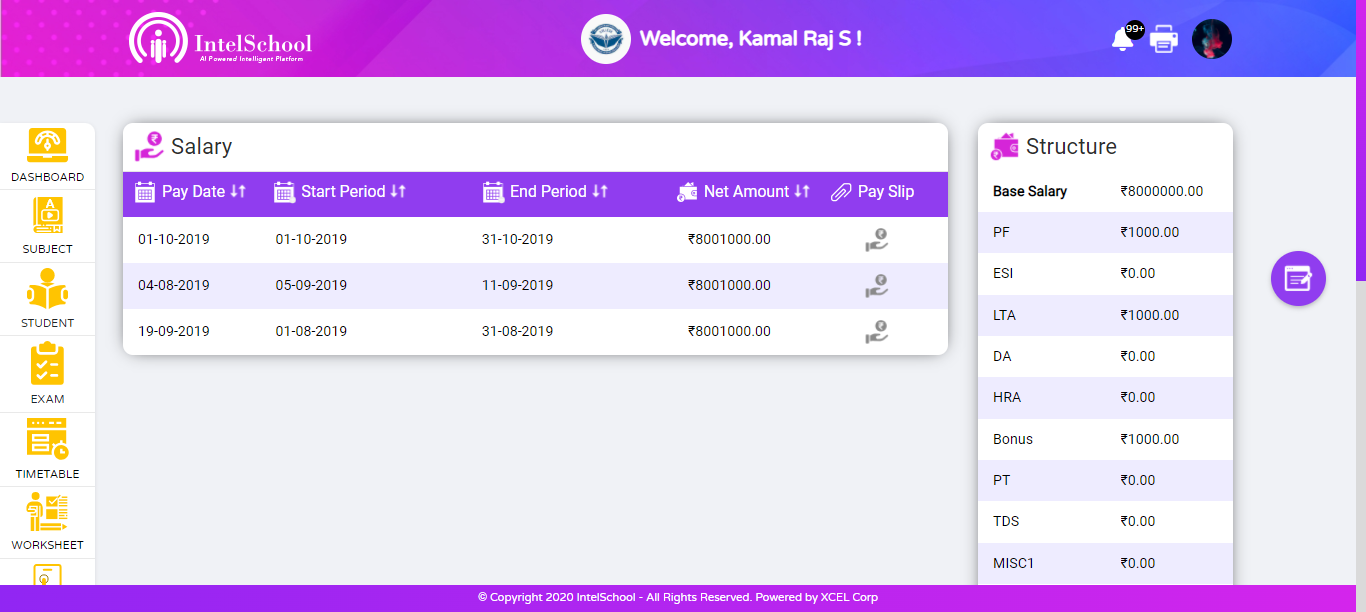 IntelSchool
AI Powered Intelligent Platform
Welcome, Kamal Raj S !
99+
DASHBOARD
SUBJECT
STUDENT
EXAM
TIMETABLE
WORKSHEET
Salary
Pay Date Start Period End Period Net Amount Pay Slip
01-10-2019 01-10-2019 31-10-2019 ₹8001000.00
04-08-2019 05-09-2019 11-09-2019 ₹8001000.00
19-09-2019 01-08-2019 31-08-2019 ₹8001000.00
Structure
Base Salary ₹8000000.00
PF ₹1000.00
ESI ₹0.00
LTA ₹1000.00
DA ₹0.00
HRA ₹0.00
Bonus ₹1000.00
PT ₹0.00
TDS ₹0.00
MISC1 ₹0.00
© Copyright 2020 IntelSchool - All Rights Reserved. Powered by XCEL Corp